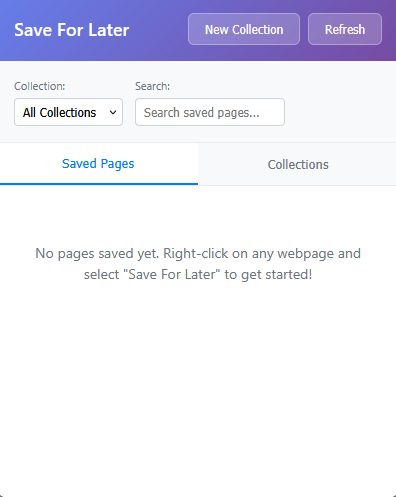 Save For Later
New Collection
Refresh
Collection:
Search:
All Collections
Search saved pages...
Saved Pages
Collections
No pages saved yet. Right-click on any webpage and
select "Save For Later" to get started!